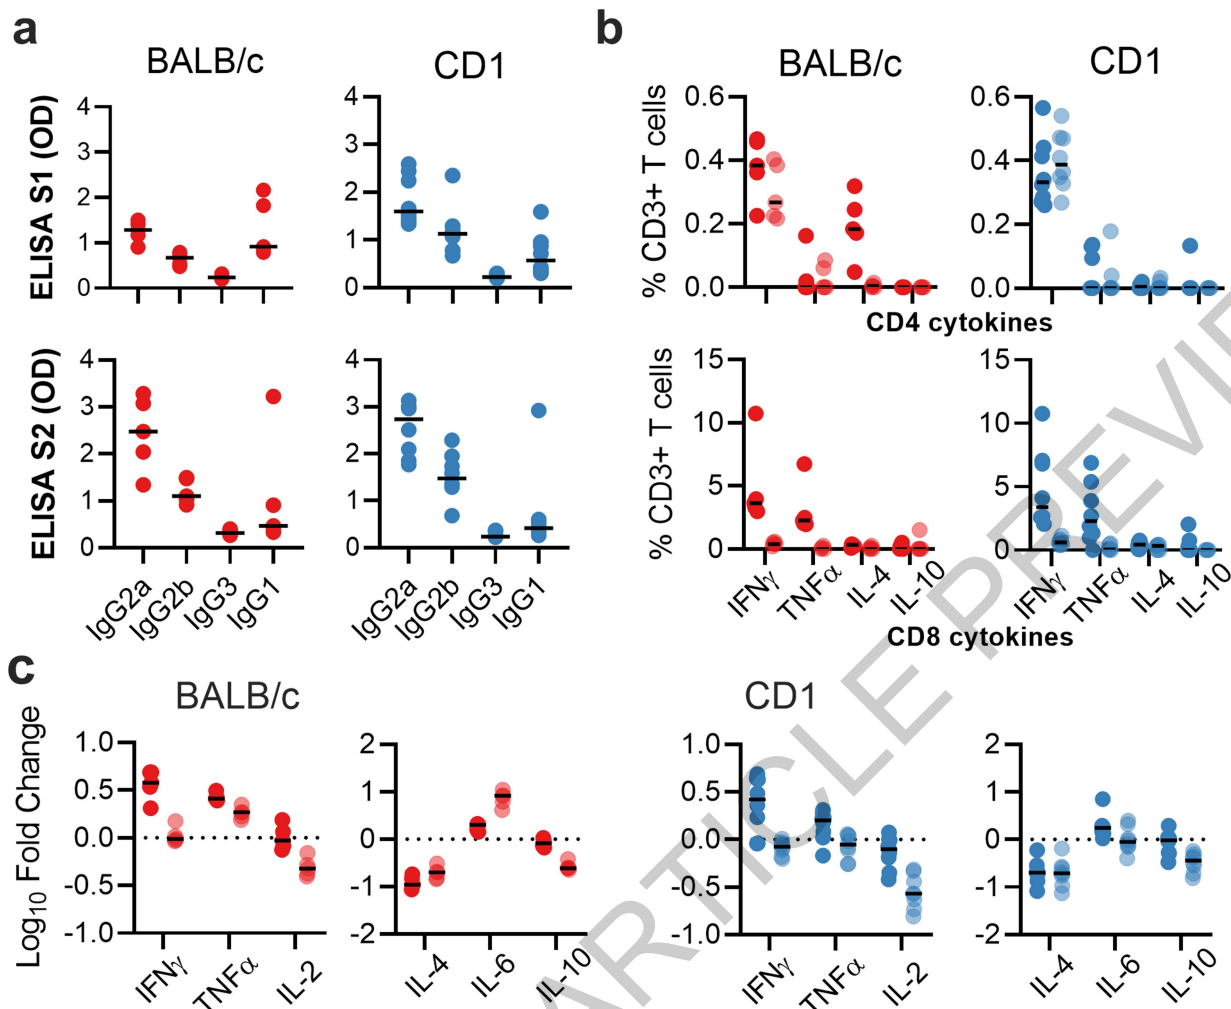 a
BALB/c
CD1
ELISA S1 (OD)
4
3
2
1
0
4
3
2
1
0
ELISA S2 (OD)
4
3
2
1
0
4
3
2
1
0
IgG2a
IgG2b
IgG3
IgG1
IgG2a
IgG2b
IgG3
IgG1
b
BALB/c
CD1
% CD3+ T cells
0.6
0.4
0.2
0.0
0.6
0.4
0.2
0.0
CD4 cytokines
% CD3+ T cells
15
10
5
0
15
10
5
0
IFNγ
TNFα
IL-4
IL-10
IFNγ
TNFα
IL-4
IL-10
CD8 cytokines
c
BALB/c
CD1
Log10 Fold Change
1.0
0.5
0.0
-0.5
-1.0
IFNγ
TNFα
IL-2
2
1
0
-1
-2
IL-4
IL-6
IL-10
1.0
0.5
0.0
-0.5
-1.0
IFNγ
TNFα
IL-2
2
1
0
-1
-2
IL-4
IL-6
IL-10
ARTICLE PREVIE